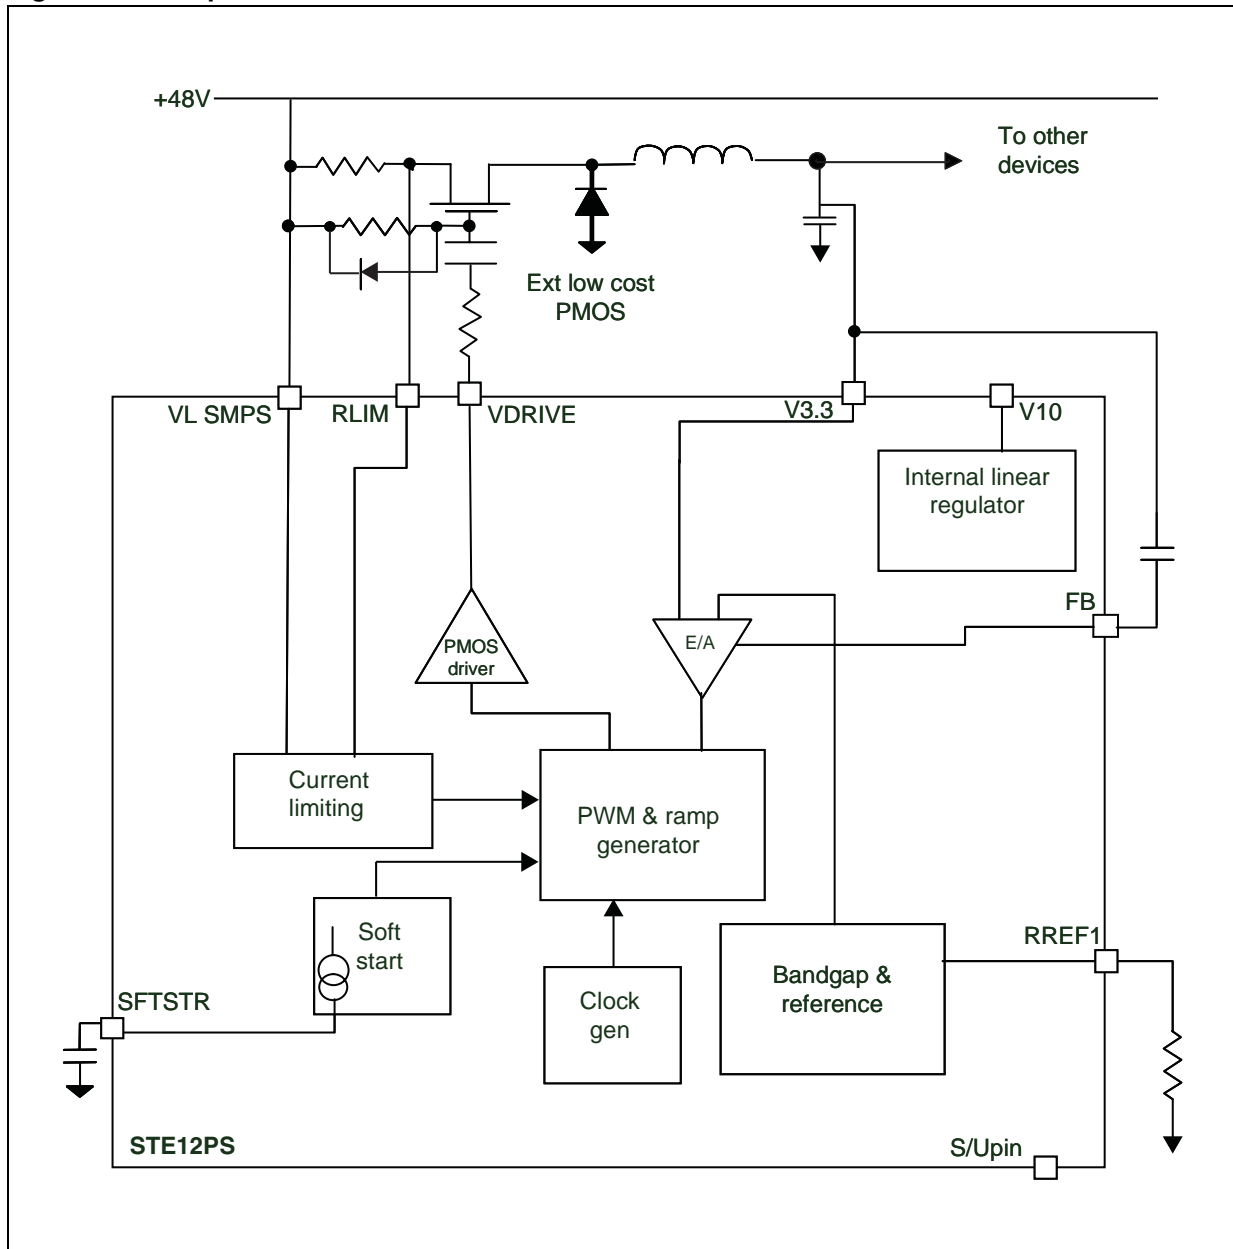 +48V
To other
devices
Ext low cost
PMOS
VL SMPS
RLIM
VDRIVE
V3.3
V10
Internal linear
regulator
FB
PMOS
driver
E/A
Current
limiting
PWM & ramp
generator
Soft
start
RREF1
Bandgap &
reference
Clock
gen
SFTSTR
STE12PS
S/Upin